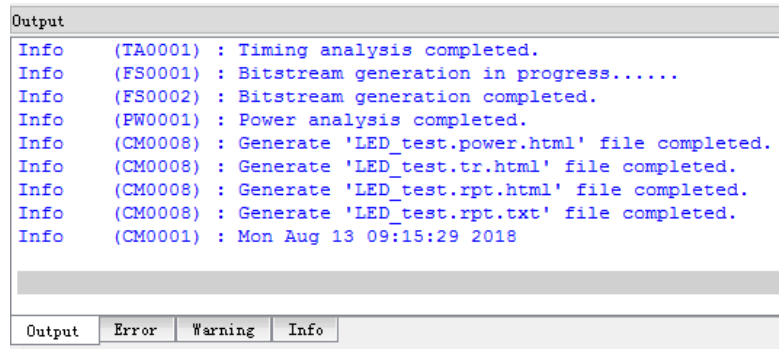 Output
Info (TA0001) : Timing analysis completed.
Info (FS0001) : Bitstream generation in progress......
Info (FS0002) : Bitstream generation completed.
Info (PW0001) : Power analysis completed.
Info (CM0008) : Generate 'LED_test.power.html' file completed.
Info (CM0008) : Generate 'LED_test.tr.html' file completed.
Info (CM0008) : Generate 'LED_test.rpt.html' file completed.
Info (CM0008) : Generate 'LED_test.rpt.txt' file completed.
Info (CM0001) : Mon Aug 13 09:15:29 2018
Output Error Warning Info